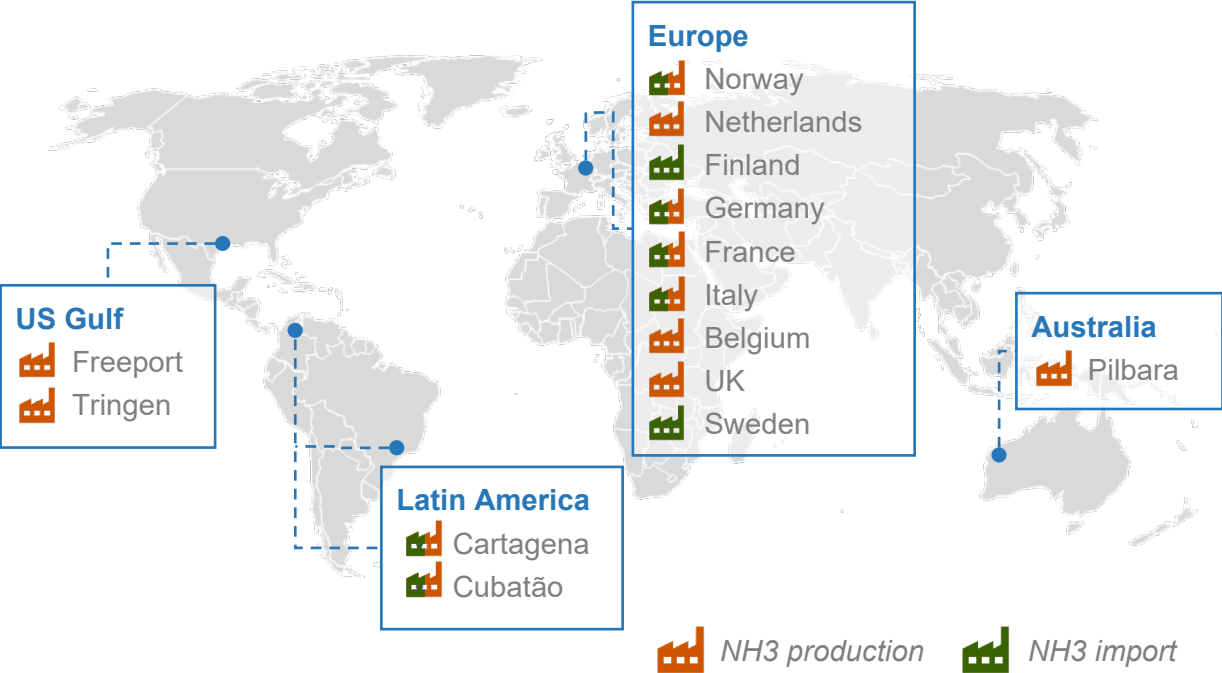 Europe
Norway
Netherlands
Finland
Germany
France
Italy
Belgium
UK
Sweden
US Gulf
Freeport
Tringen
Australia
Pilbara
Latin America
Cartagena
Cubatão
NH3 production
NH3 import